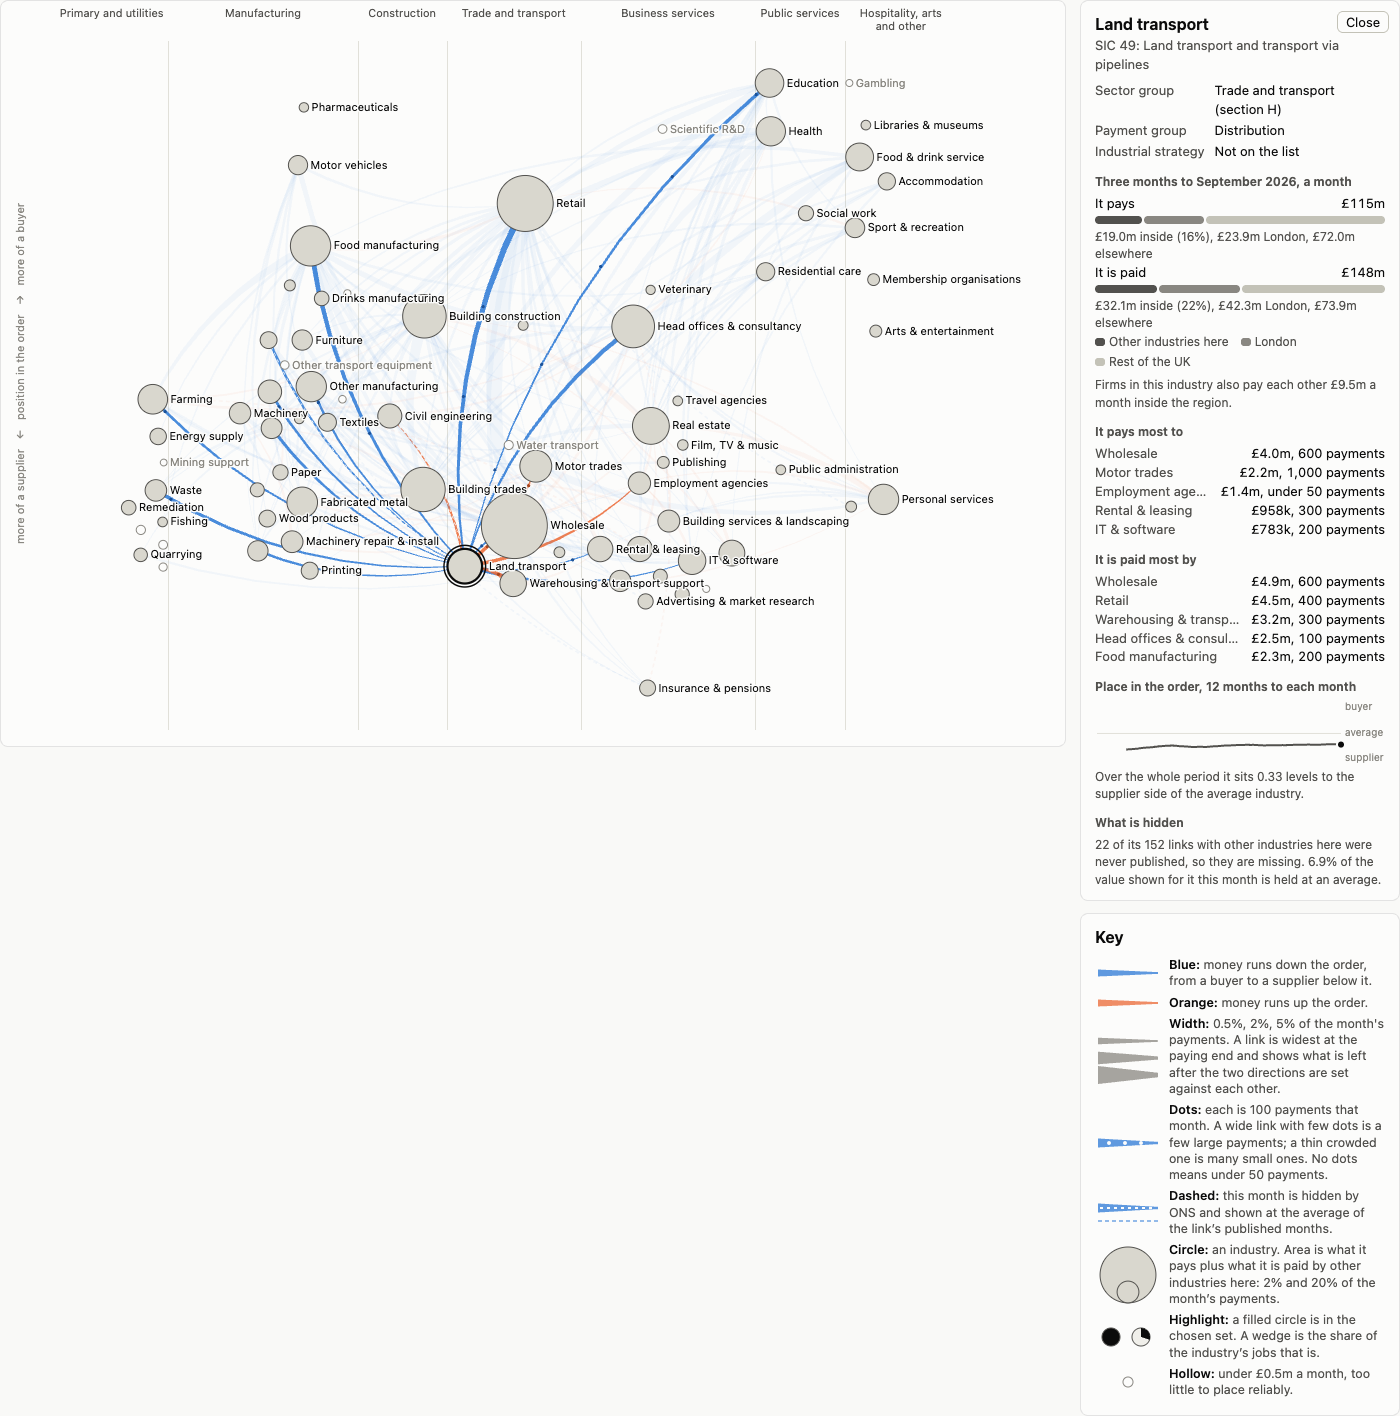 Primary and utilities
Manufacturing
Construction
Trade and transport
Business services
Public services
Hospitality, arts
and other
more of a supplier ← position in the order → more of a buyer
Education
Gambling
Pharmaceuticals
Libraries & museums
Scientific R&D
Health
Food & drink service
Motor vehicles
Accommodation
Retail
Social work
Sport & recreation
Food manufacturing
Residential care
Membership organisations
Veterinary
Drinks manufacturing
Building construction
Head offices & consultancy
Arts & entertainment
Furniture
Other transport equipment
Other manufacturing
Farming
Travel agencies
Machinery
Civil engineering
Textiles
Real estate
Energy supply
Water transport
Film, TV & music
Mining support
Motor trades
Publishing
Public administration
Paper
Employment agencies
Waste
Building trades
Personal services
Fabricated metal
Remediation
Fishing
Wood products
Wholesale
Building services & landscaping
Machinery repair & install
Rental & leasing
Quarrying
IT & software
Land transport
Printing
Warehousing & transport support
Advertising & market research
Insurance & pensions
Land transport
Close
SIC 49: Land transport and transport via
pipelines
Sector group Trade and transport
(section H)
Payment group Distribution
Industrial strategy Not on the list
Three months to September 2026, a month
It pays £115m
£19.0m inside (16%), £23.9m London, £72.0m
elsewhere
It is paid £148m
£32.1m inside (22%), £42.3m London, £73.9m
elsewhere
Other industries here London
Rest of the UK
Firms in this industry also pay each other £9.5m a
month inside the region.
It pays most to
Wholesale £4.0m, 600 payments
Motor trades £2.2m, 1,000 payments
Employment age... £1.4m, under 50 payments
Rental & leasing £958k, 300 payments
IT & software £783k, 200 payments
It is paid most by
Wholesale £4.9m, 600 payments
Retail £4.5m, 400 payments
Warehousing & transp... £3.2m, 300 payments
Head offices & consul... £2.5m, 100 payments
Food manufacturing £2.3m, 200 payments
Place in the order, 12 months to each month
buyer
average
supplier
Over the whole period it sits 0.33 levels to the
supplier side of the average industry.
What is hidden
22 of its 152 links with other industries here were
never published, so they are missing. 6.9% of the
value shown for it this month is held at an average.
Key
Blue: money runs down the order,
from a buyer to a supplier below it.
Orange: money runs up the order.
Width: 0.5%, 2%, 5% of the month's
payments. A link is widest at the
paying end and shows what is left
after the two directions are set
against each other.
Dots: each is 100 payments that
month. A wide link with few dots is a
few large payments; a thin crowded
one is many small ones. No dots
means under 50 payments.
Dashed: this month is hidden by
ONS and shown at the average of
the link's published months.
Circle: an industry. Area is what it
pays plus what it is paid by other
industries here: 2% and 20% of the
month's payments.
Highlight: a filled circle is in the
chosen set. A wedge is the share of
the industry's jobs that is.
Hollow: under £0.5m a month, too
little to place reliably.